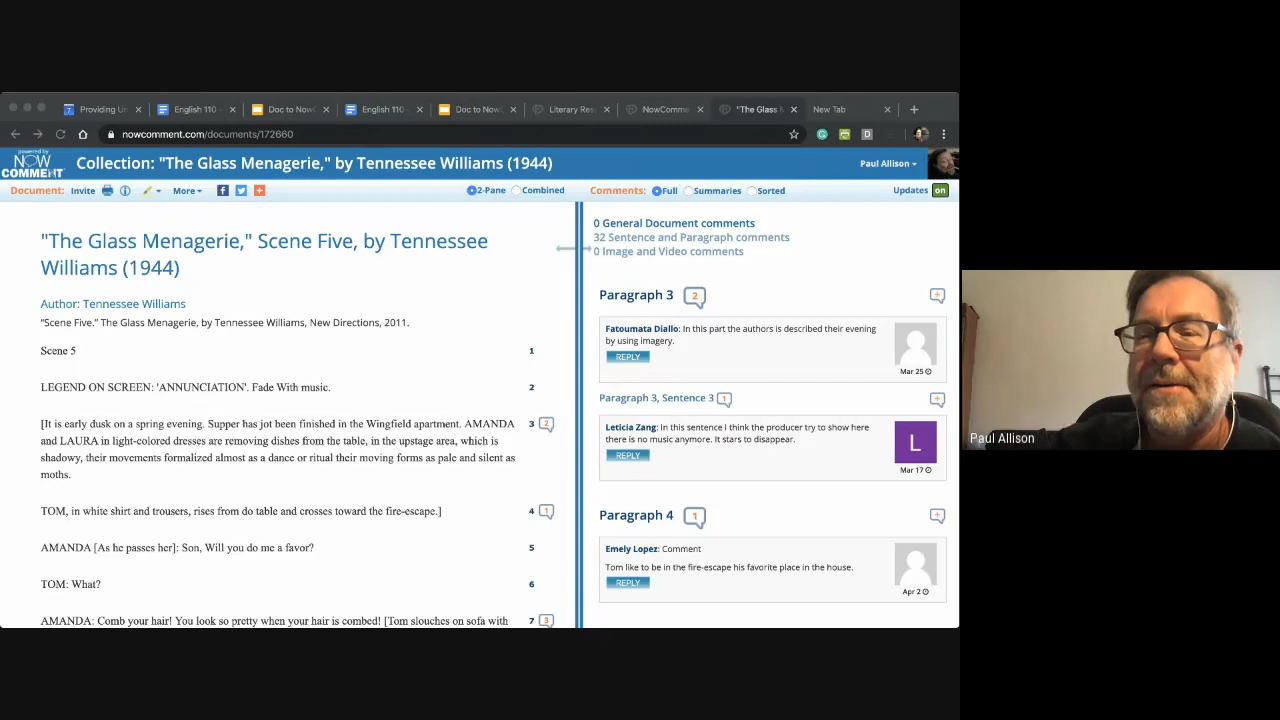 Providing Un
English 110 -
Doc to NowC
English 110 -
Doc to NowC
Literary Res
NowComme
"The Glass M
New Tab
nowcomment.com/documents/172660
powered by
NOW
COMMENT
Collection: "The Glass Menagerie," by Tennessee Williams (1944)
Paul Allison
Document: Invite More
2-Pane Combined
Comments: Full Summaries Sorted
Updates on
"The Glass Menagerie," Scene Five, by Tennessee
Williams (1944)
Author: Tennessee Williams
"Scene Five." The Glass Menagerie, by Tennessee Williams, New Directions, 2011.
Scene 5 1
LEGEND ON SCREEN: 'ANNUNCIATION'. Fade With music. 2
[It is early dusk on a spring evening. Supper has jot been finished in the Wingfield apartment. AMANDA 3 2
and LAURA in light-colored dresses are removing dishes from the table, in the upstage area, which is
shadowy, their movements formalized almost as a dance or ritual their moving forms as pale and silent as
moths.
TOM, in white shirt and trousers, rises from do table and crosses toward the fire-escape.] 4 1
AMANDA [As he passes her]: Son, Will you do me a favor? 5
TOM: What? 6
AMANDA: Comb your hair! You look so pretty when your hair is combed! [Tom slouches on sofa with 7 3
0 General Document comments
32 Sentence and Paragraph comments
0 Image and Video comments
Paragraph 3 2
Fatoumata Diallo: In this part the authors is described their evening
by using imagery.
REPLY
Mar 25
Paragraph 3, Sentence 3 1
Leticia Zang: In this sentence I think the producer try to show here
there is no music anymore. It stars to disappear.
REPLY
L
Mar 17
Paragraph 4 1
Emely Lopez: Comment
Tom like to be in the fire-escape his favorite place in the house.
REPLY
Apr 2
Paul Allison